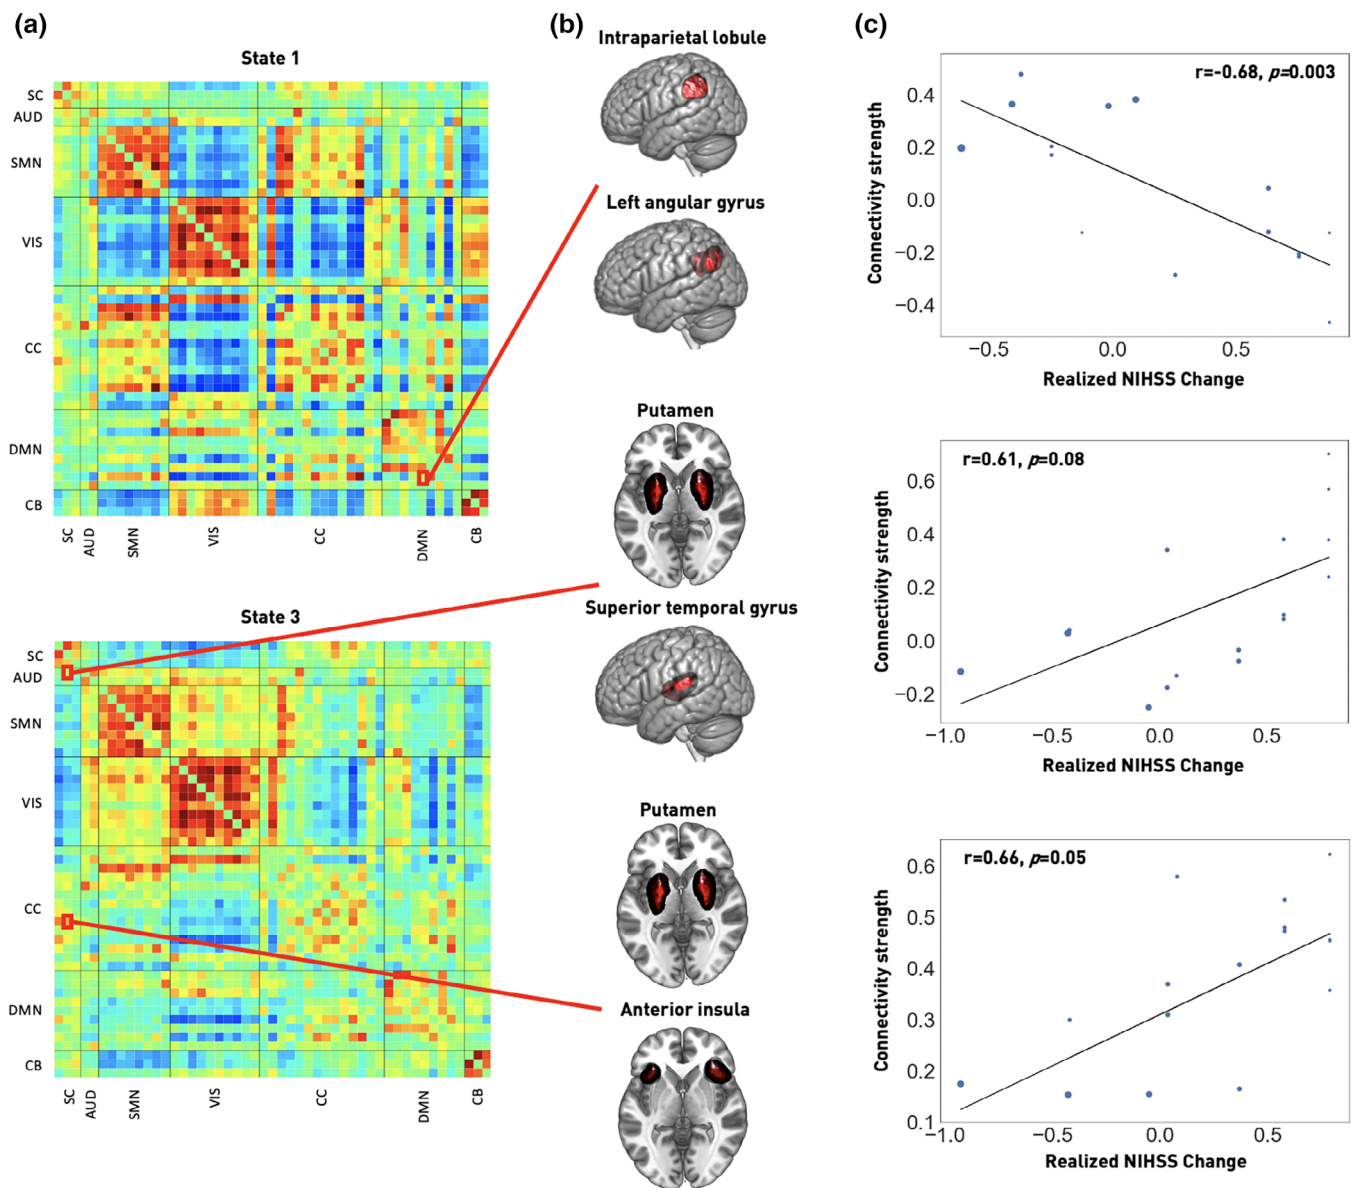 (a)
State 1
SC
AUD
SMN
VIS
CC
DMN
CB
SC
AUD
SMN
VIS
CC
DMN
CB
State 3
SC
AUD
SMN
VIS
CC
DMN
CB
SC
AUD
SMN
VIS
CC
DMN
CB
(b)
Intraparietal lobule
Left angular gyrus
Putamen
Superior temporal gyrus
Putamen
Anterior insula
(c)
r=-0.68, p=0.003
Connectivity strength
0.4
0.2
0.0
−0.2
−0.4
−0.5
0.0
0.5
Realized NIHSS Change
r=0.61, p=0.08
Connectivity strength
0.6
0.4
0.2
0.0
−0.2
−1.0
−0.5
0.0
0.5
Realized NIHSS Change
r=0.66, p=0.05
Connectivity strength
0.6
0.5
0.4
0.3
0.2
0.1
−1.0
−0.5
0.0
0.5
Realized NIHSS Change